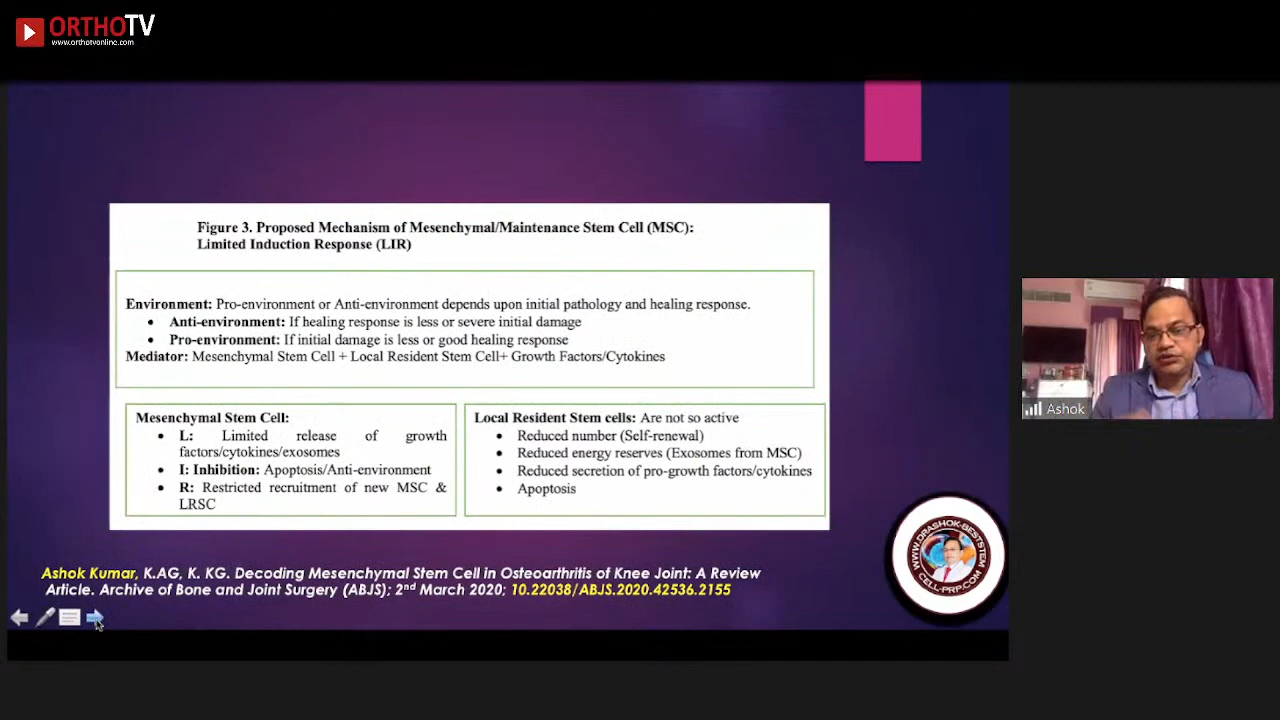 ORTHOTV
www.orthotvonline.com
Figure 3. Proposed Mechanism of Mesenchymal/Maintenance Stem Cell (MSC):
Limited Induction Response (LIR)
Environment: Pro-environment or Anti-environment depends upon initial pathology and healing response.
• Anti-environment: If healing response is less or severe initial damage
• Pro-environment: If initial damage is less or good healing response
Mediator: Mesenchymal Stem Cell + Local Resident Stem Cell+ Growth Factors/Cytokines
Mesenchymal Stem Cell:
• L: Limited release of growth
factors/cytokines/exosomes
• I: Inhibition: Apoptosis/Anti-environment
• R: Restricted recruitment of new MSC &
LRSC
Local Resident Stem cells: Are not so active
• Reduced number (Self-renewal)
• Reduced energy reserves (Exosomes from MSC)
• Reduced secretion of pro-growth factors/cytokines
• Apoptosis
Ashok Kumar, K.AG, K. KG. Decoding Mesenchymal Stem Cell in Osteoarthritis of Knee Joint: A Review
Article. Archive of Bone and Joint Surgery (ABJS); 2nd March 2020; 10.22038/ABJS.2020.42536.2155
WWW.DRASHOK-BESTSTEM
CELL-PRP.COM
Ashok